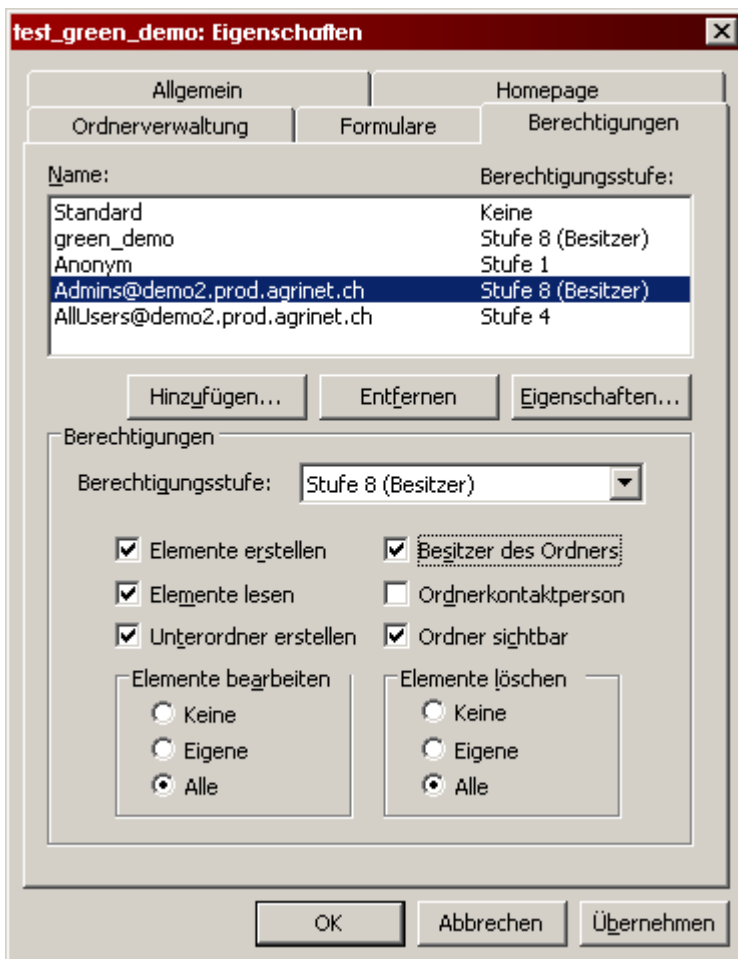 test_green_demo: Eigenschaften
Allgemein Homepage
Ordnerverwaltung Formulare Berechtigungen
Name: Berechtigungsstufe:
Standard Keine
green_demo Stufe 8 (Besitzer)
Anonym Stufe 1
Admins@demo2.prod.agrinet.ch Stufe 8 (Besitzer)
AllUsers@demo2.prod.agrinet.ch Stufe 4
Hinzufügen... Entfernen Eigenschaften...
Berechtigungen
Berechtigungsstufe: Stufe 8 (Besitzer)
Elemente erstellen Besitzer des Ordners
Elemente lesen Ordnerkontaktperson
Unterordner erstellen Ordner sichtbar
Elemente bearbeiten Elemente löschen
Keine Keine
Eigene Eigene
Alle Alle
OK Abbrechen Übernehmen